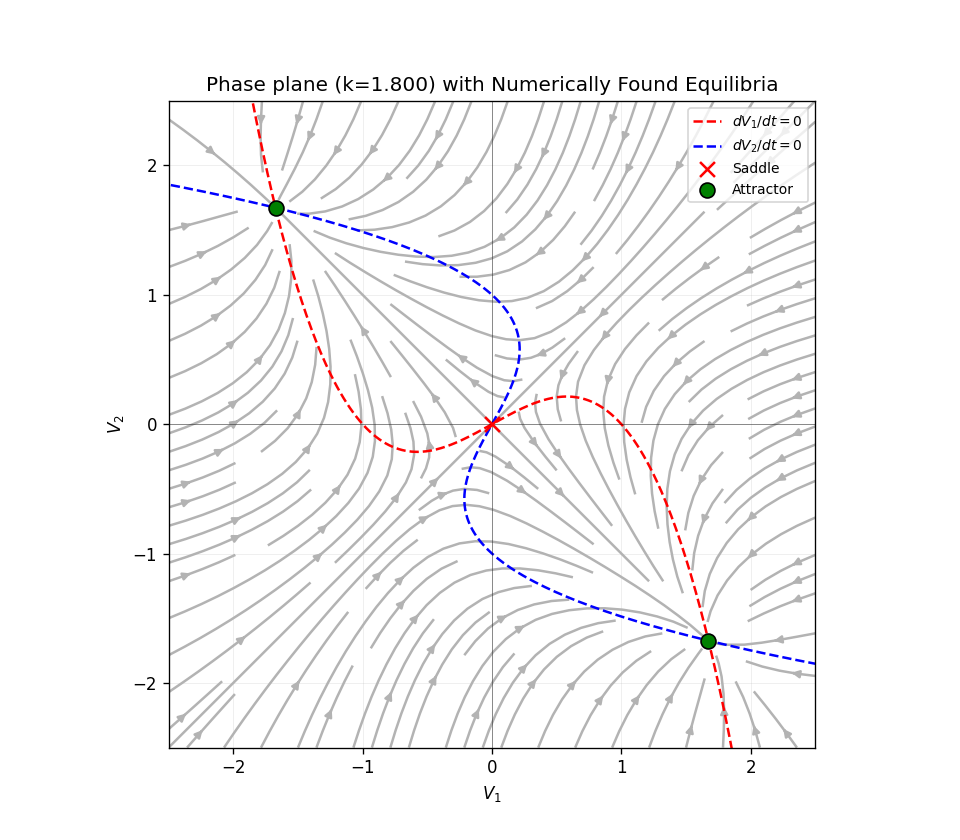 Phase plane (k=1.800) with Numerically Found Equilibria
dV₁/dt = 0
dV₂/dt = 0
Saddle
Attractor
2
1
0
−1
−2
V₂
−2 −1 0 1 2
V₁